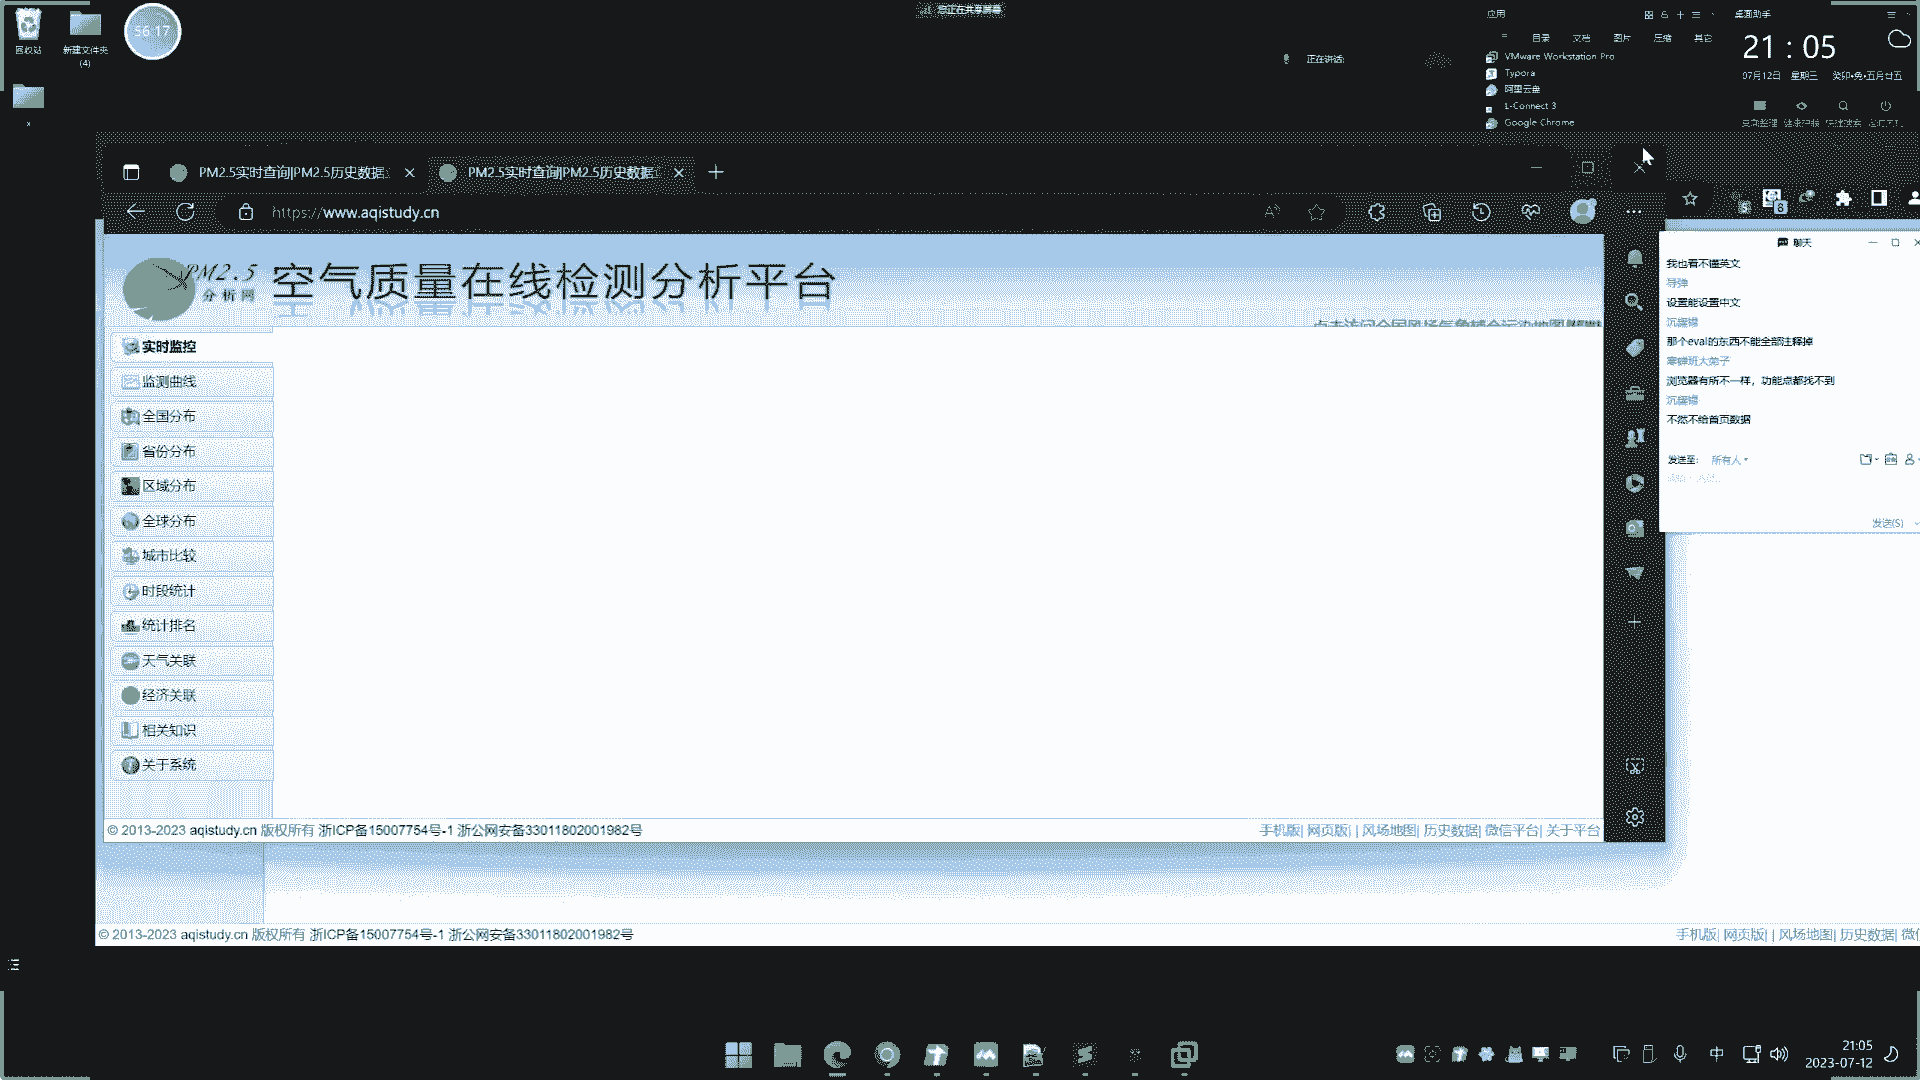 回收站
新建文件夹
(4)
56:17
您正在共享屏幕
正在讲话:
应用
目录 文档 图片 压缩 其它
VMware Workstation Pro
Typora
阿里云盘
1-Connect 3
Google Chrome
桌面助手
21 : 05
07月12日 星期三 癸卯•兔•五月廿五
PM2.5实时查询|PM2.5历史数据
PM2.5实时查询|PM2.5历史数据
https://www.aqistudy.cn
PM2.5
分析网
空气质量在线检测分析平台
实时监控
监测曲线
全国分布
省份分布
区域分布
全球分布
城市比较
时段统计
统计排名
天气关联
经济关联
相关知识
关于系统
© 2013-2023 aqistudy.cn 版权所有 浙ICP备15007754号-1 浙公网安备33011802001982号
手机版| 网页版| | 风场地图| 历史数据| 微信平台| 关于平台
聊天
我也看不懂英文
导弹
设置能设置中文
那个eval的东西不能全部注释掉
寒蝉班大弟子
浏览器有所不一样，功能点都找不到
不然不给首页数据
发送至: 所有人
发送(S)
© 2013-2023 aqistudy.cn 版权所有 浙ICP备15007754号-1 浙公网安备33011802001982号
手机版| 网页版| | 风场地图| 历史数据|
中
21:05
2023-07-12